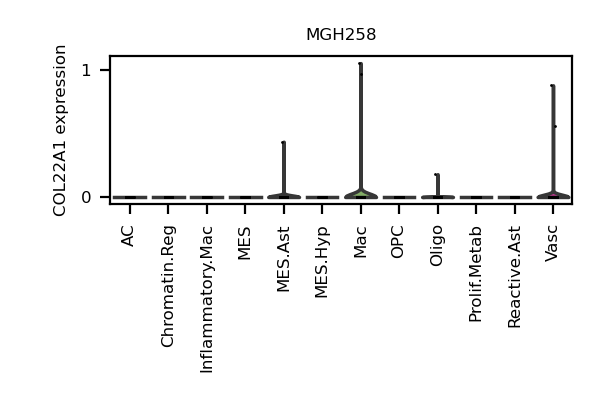 MGH258
COL22A1 expression
1
0
AC
Chromatin.Reg
Inflammatory.Mac
MES
MES.Ast
MES.Hyp
Mac
OPC
Oligo
Prolif.Metab
Reactive.Ast
Vasc